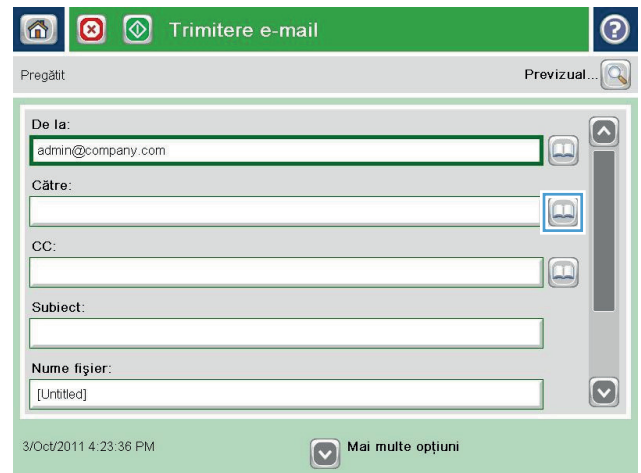 Trimitere e-mail
Pregătit
Previzual...
De la:
admin@company.com
Către:
CC:
Subiect:
Nume fişier:
[Untitled]
3/Oct/2011 4:23:36 PM
Mai multe opţiuni